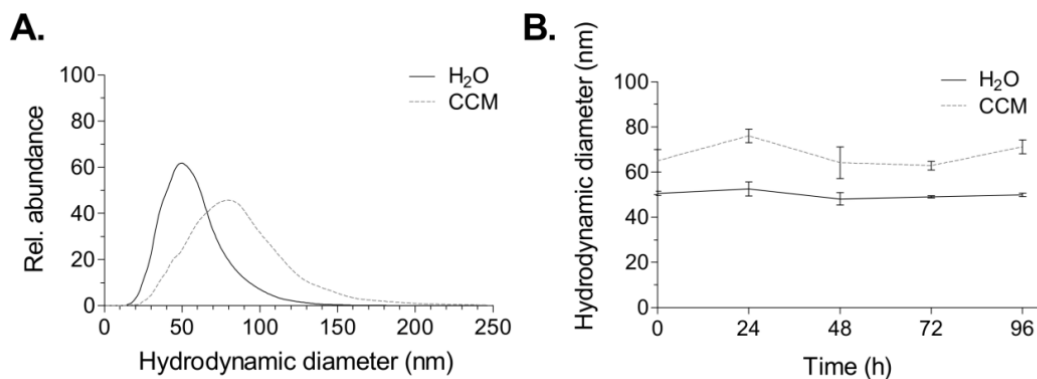 A.
H₂O
CCM
Rel. abundance
100
80
60
40
20
0
0 50 100 150 200 250
Hydrodynamic diameter (nm)
B.
H₂O
CCM
Hydrodynamic diameter (nm)
100
80
60
40
20
0
0 24 48 72 96
Time (h)